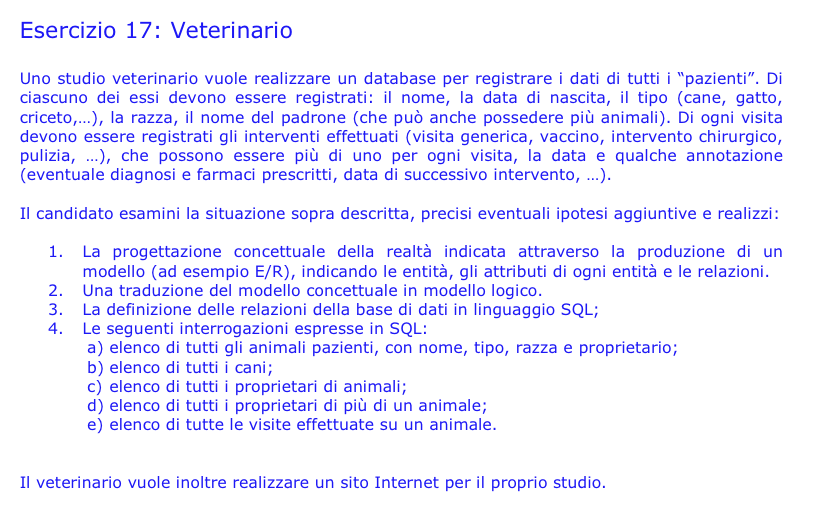 Esercizio 17: Veterinario
Uno studio veterinario vuole realizzare un database per registrare i dati di tutti i “pazienti”. Di
ciascuno dei essi devono essere registrati: il nome, la data di nascita, il tipo (cane, gatto,
criceto,…), la razza, il nome del padrone (che può anche possedere più animali). Di ogni visita
devono essere registrati gli interventi effettuati (visita generica, vaccino, intervento chirurgico,
pulizia, …), che possono essere più di uno per ogni visita, la data e qualche annotazione
(eventuale diagnosi e farmaci prescritti, data di successivo intervento, …).
Il candidato esamini la situazione sopra descritta, precisi eventuali ipotesi aggiuntive e realizzi:
1. La progettazione concettuale della realtà indicata attraverso la produzione di un
modello (ad esempio E/R), indicando le entità, gli attributi di ogni entità e le relazioni.
2. Una traduzione del modello concettuale in modello logico.
3. La definizione delle relazioni della base di dati in linguaggio SQL;
4. Le seguenti interrogazioni espresse in SQL:
a) elenco di tutti gli animali pazienti, con nome, tipo, razza e proprietario;
b) elenco di tutti i cani;
c) elenco di tutti i proprietari di animali;
d) elenco di tutti i proprietari di più di un animale;
e) elenco di tutte le visite effettuate su un animale.
Il veterinario vuole inoltre realizzare un sito Internet per il proprio studio.